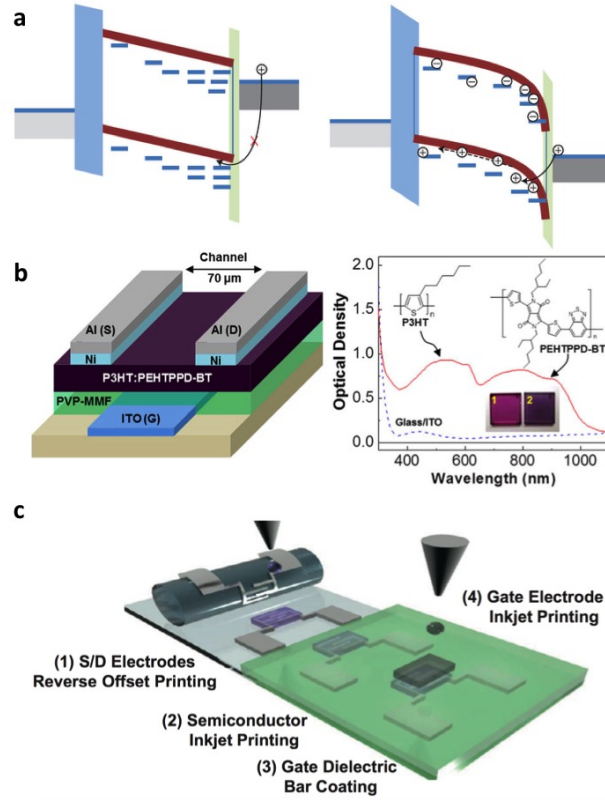 a
b
Channel
70 µm
Al (S)
Al (D)
Ni
Ni
P3HT:PEHTPPD-BT
PVP-MMF
ITO (G)
Optical Density
2.0
1.5
1.0
0.5
0.0
S
n
P3HT
N
S
N
N
O
O
N
S
S
n
PEHTPPD-BT
1
2
Glass/ITO
400
600
800
1000
Wavelength (nm)
c
(1) S/D Electrodes
Reverse Offset Printing
(2) Semiconductor
Inkjet Printing
(3) Gate Dielectric
Bar Coating
(4) Gate Electrode
Inkjet Printing